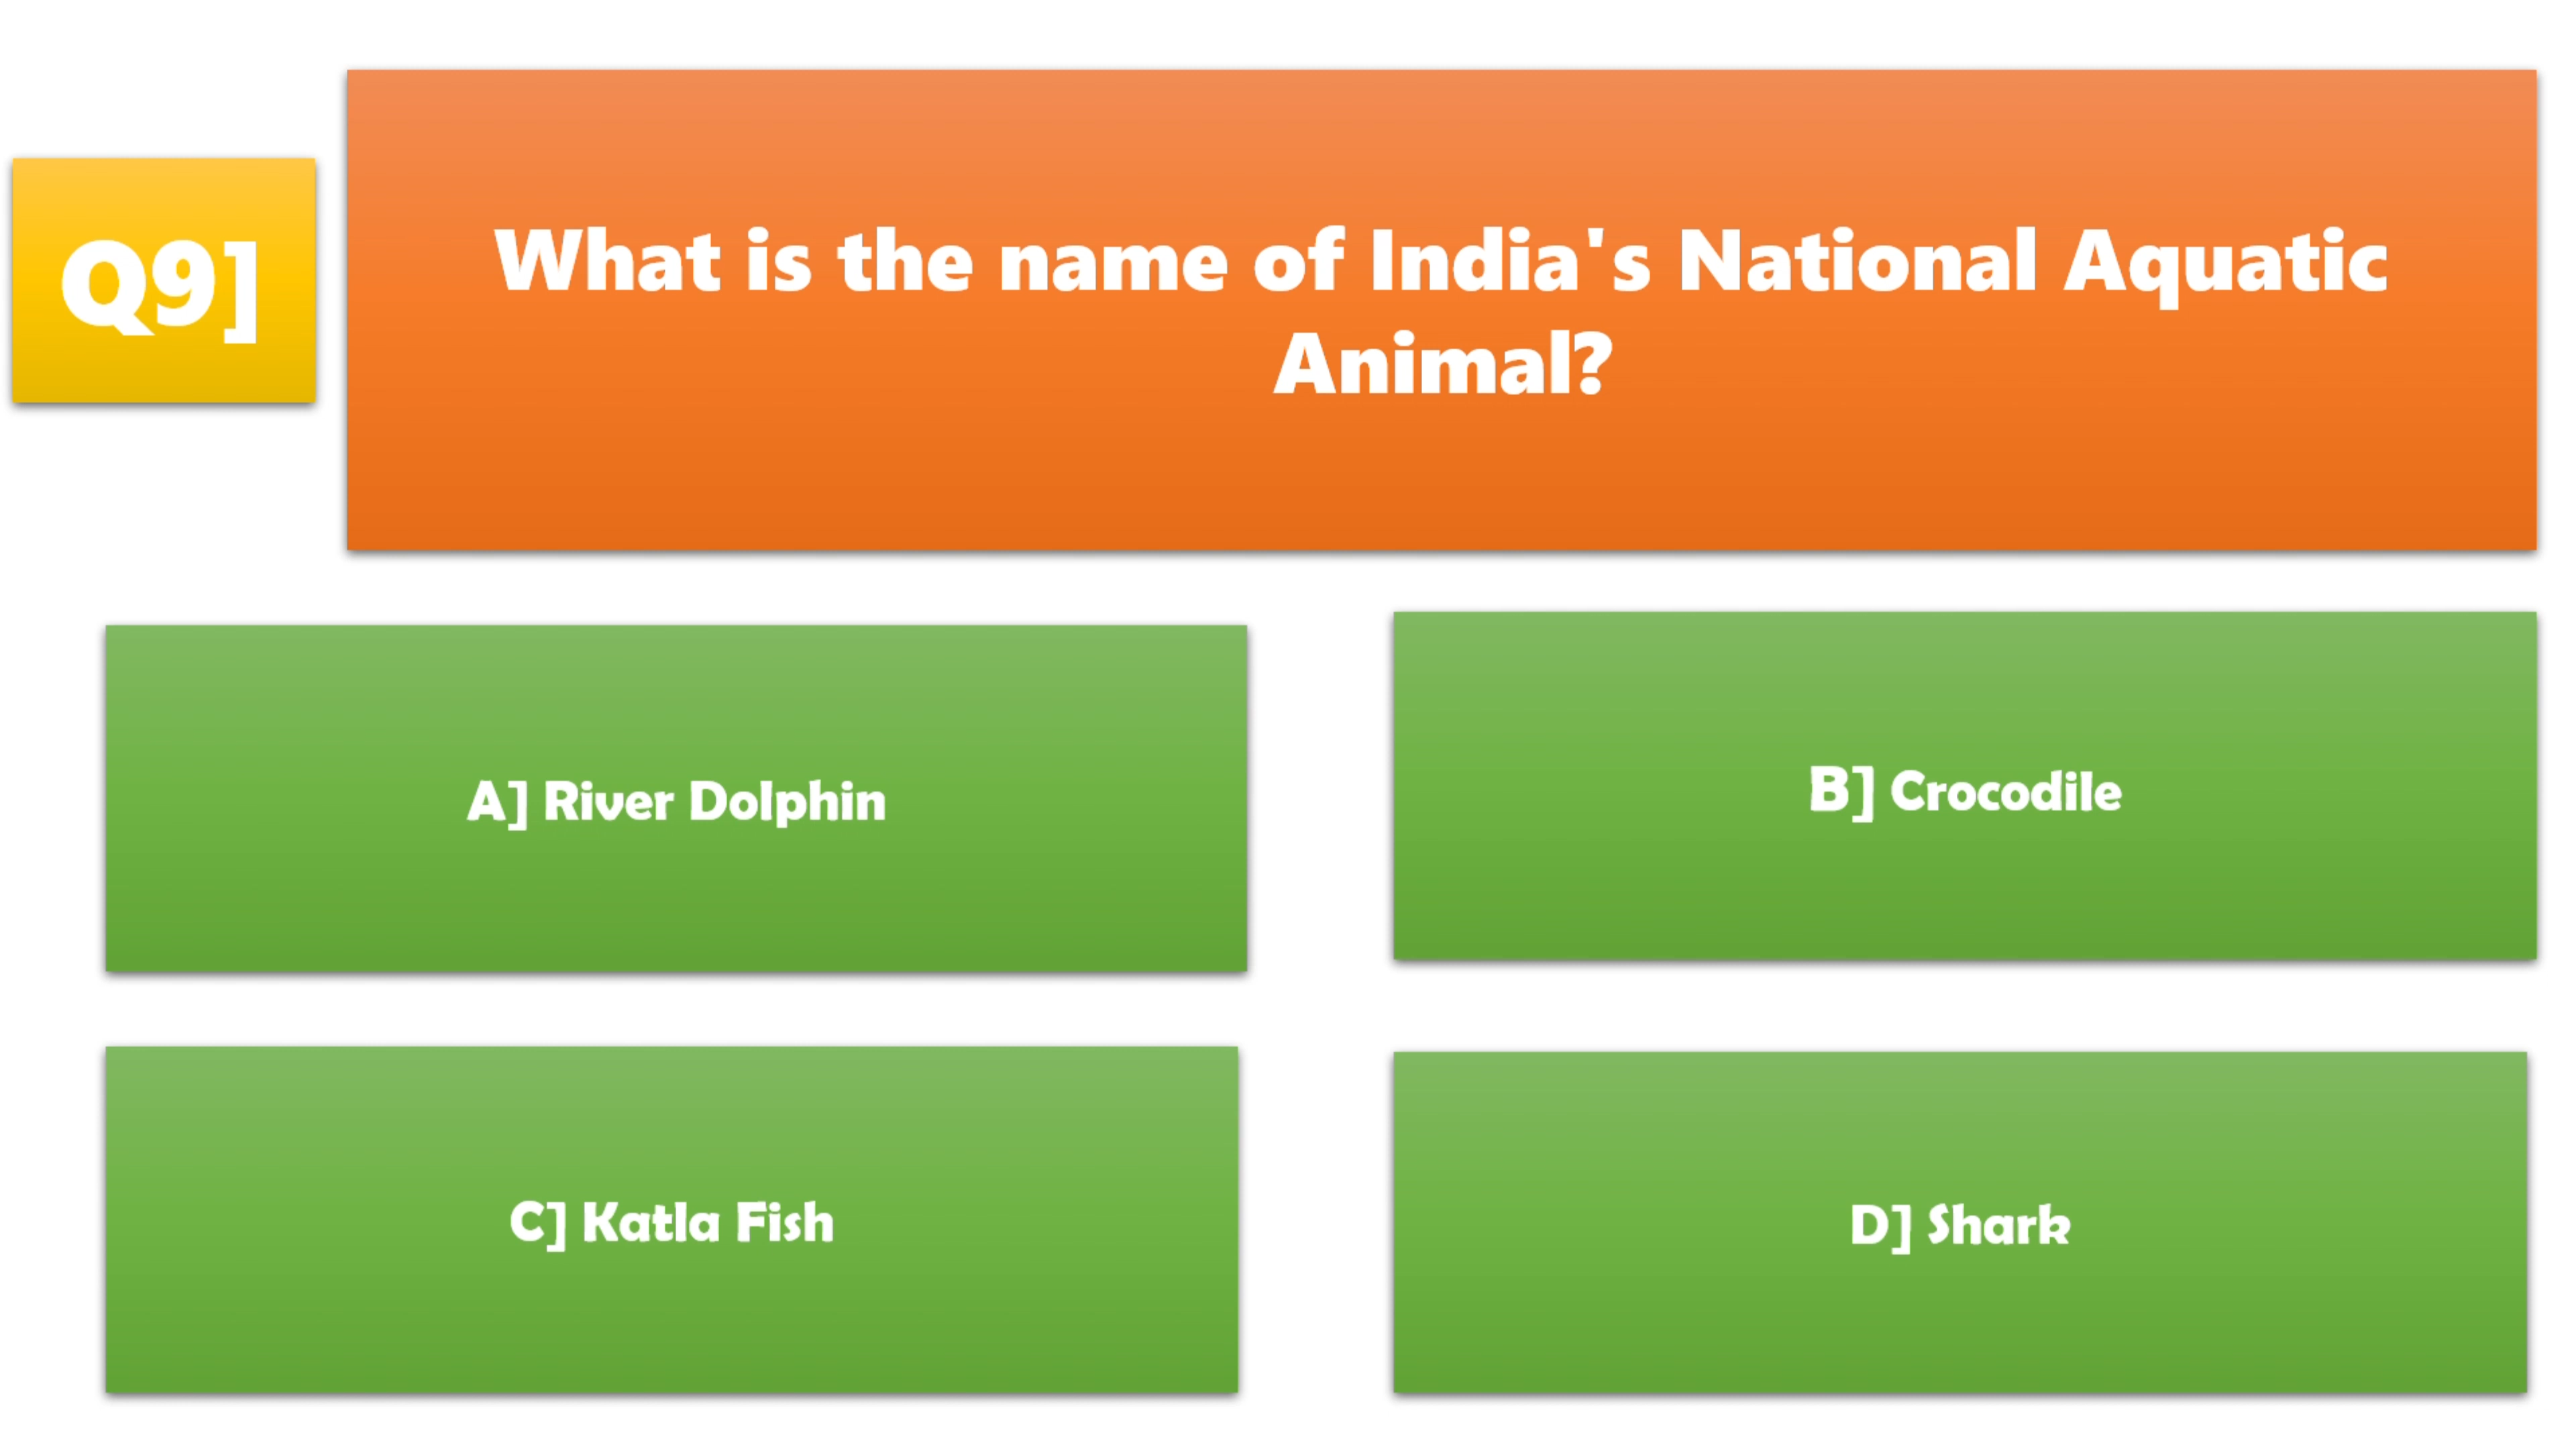 Q9]
What is the name of India's National Aquatic
Animal?
A] River Dolphin
B] Crocodile
C] Katla Fish
D] Shark